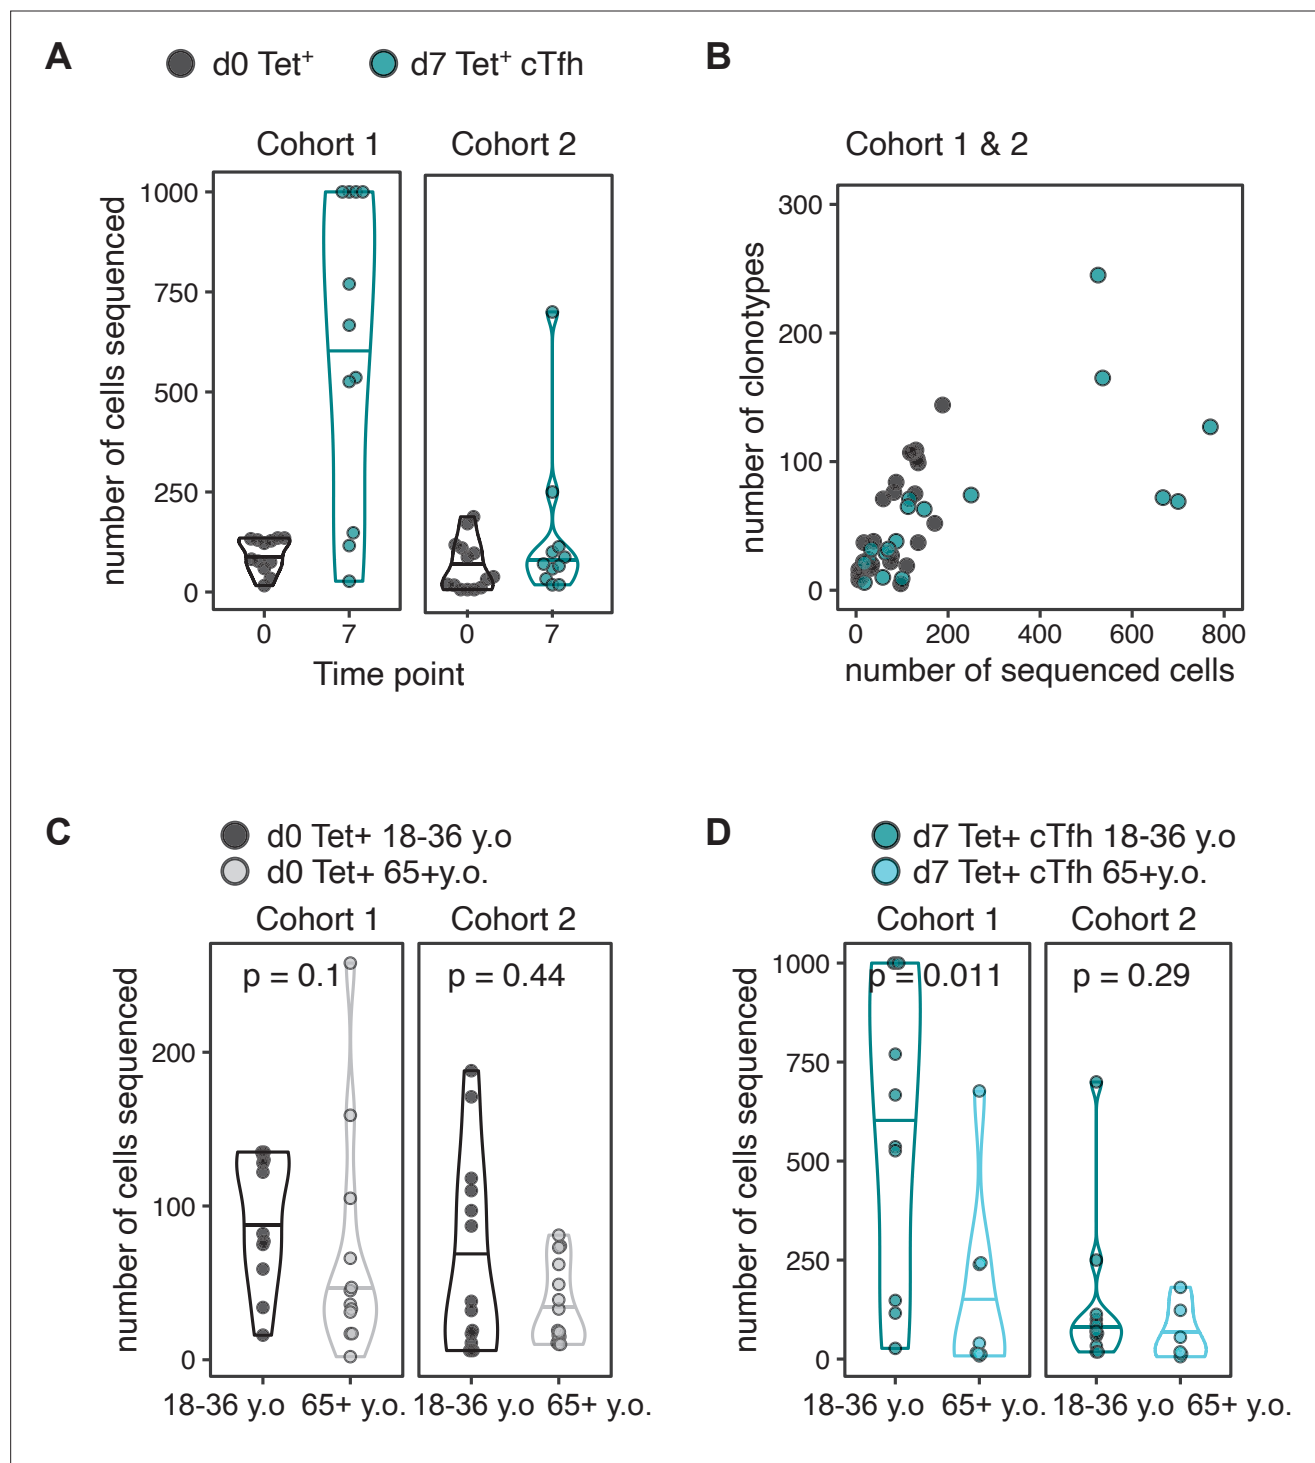 A
d0 Tet+
d7 Tet+ cTfh
Cohort 1
Cohort 2
number of cells sequenced
1000
750
500
250
0
0
7
0
7
Time point
B
Cohort 1 & 2
number of clonotypes
300
200
100
0
0
200
400
600
800
number of sequenced cells
C
d0 Tet+ 18-36 y.o
d0 Tet+ 65+y.o.
Cohort 1
Cohort 2
number of cells sequenced
p = 0.1
p = 0.44
200
100
0
18-36 y.o
65+ y.o.
18-36 y.o
65+ y.o.
D
d7 Tet+ cTfh 18-36 y.o
d7 Tet+ cTfh 65+y.o.
Cohort 1
Cohort 2
number of cells sequenced
1000
p = 0.011
p = 0.29
750
500
250
0
18-36 y.o
65+ y.o.
18-36 y.o
65+ y.o.